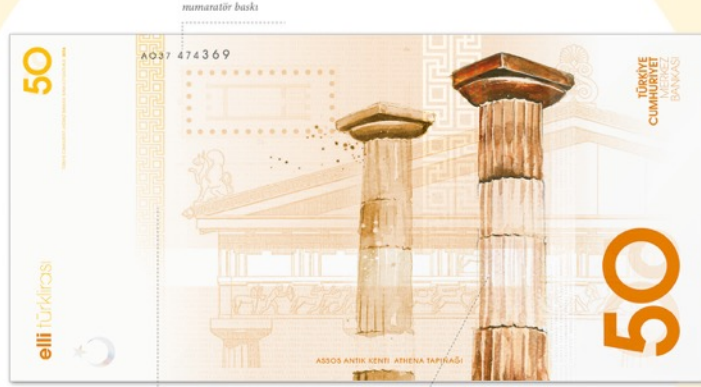 numaratör baskı
50
A037 474369
TÜRKİYE
CUMHURİYET
MERKEZ
BANKASI
elli türklirası
50
ASSOS ANTİK KENTİ ATHENA TAPINAĞI